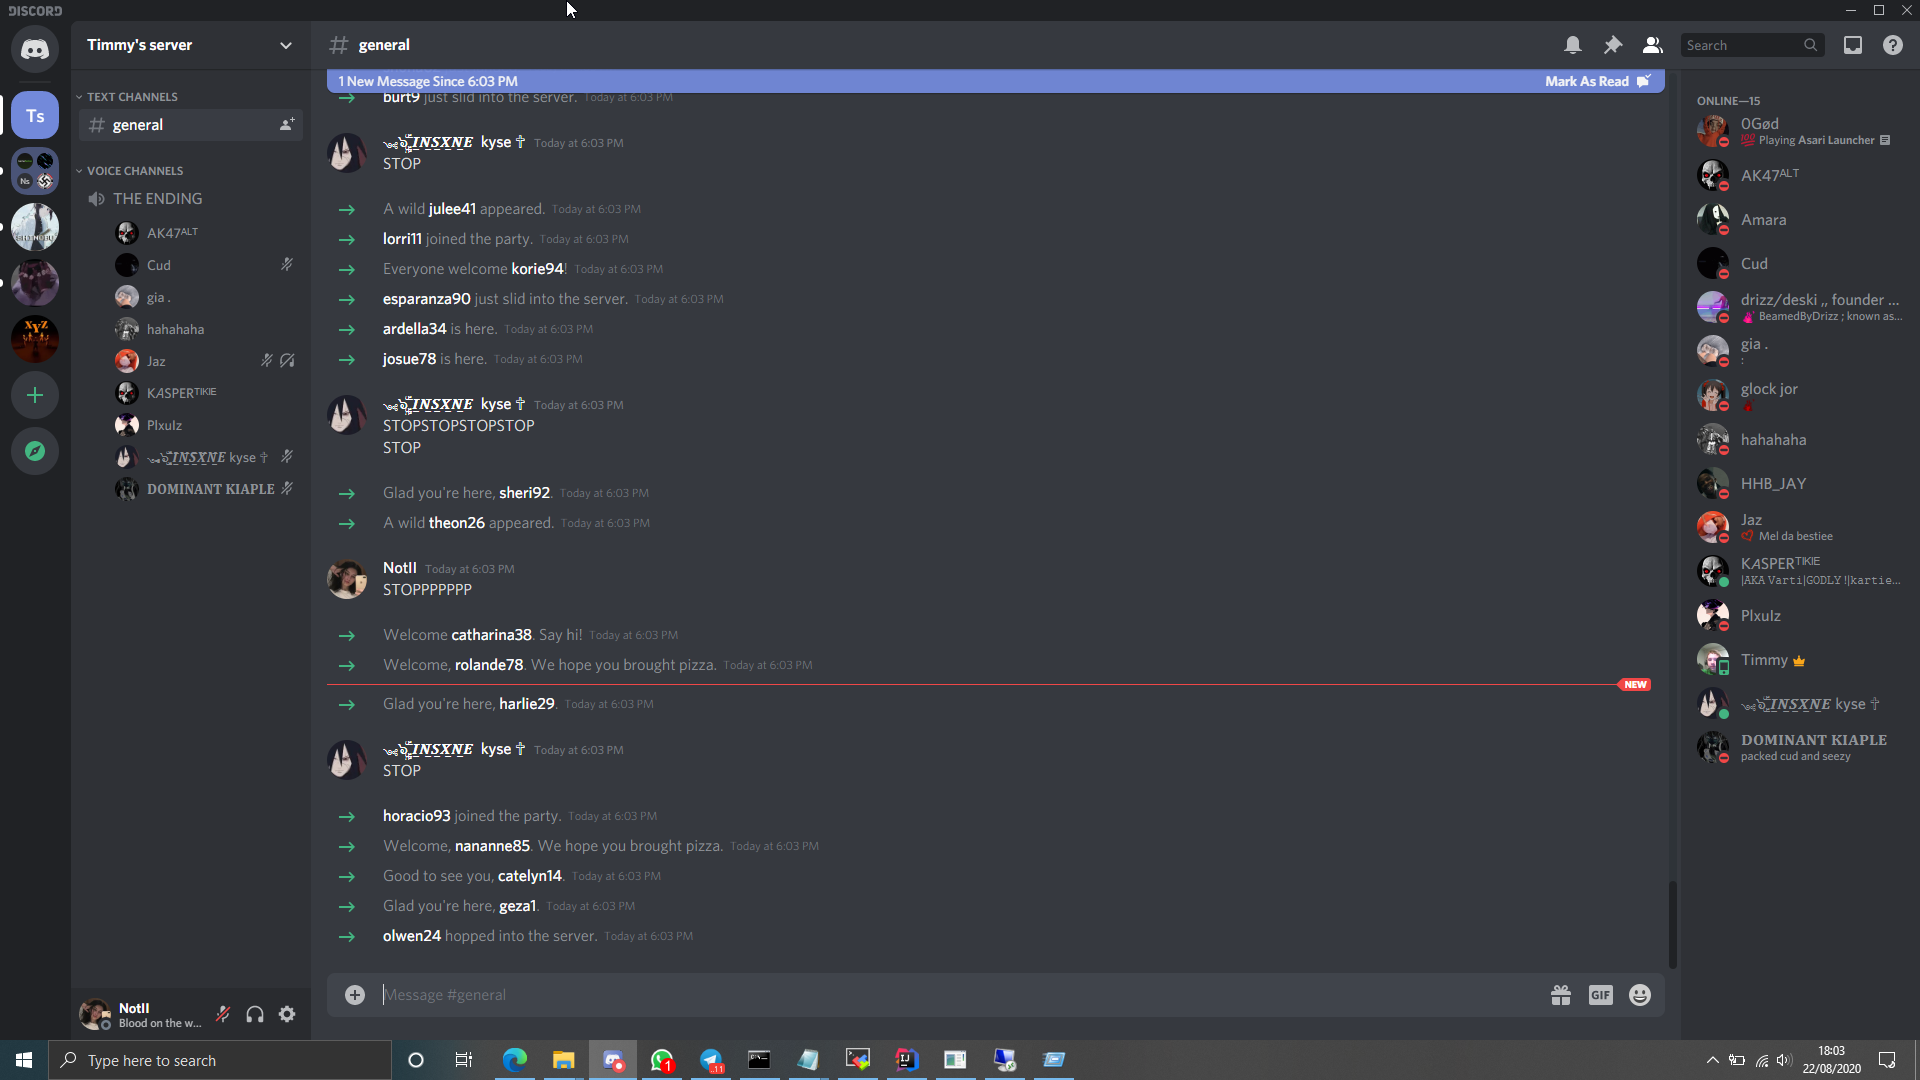 DISCORD
Timmy's server
general
Search
1 New Message Since 6:03 PM
Mark As Read
TEXT CHANNELS
general
VOICE CHANNELS
THE ENDING
AK47ᴬᴸᵀ
Cud
gia .
hahahaha
Jaz
KASPERᵀᴵᴷᴵᴱ
Plxulz
INSXNE kyse ✞
DOMINANT KIAPLE
Ts
Ns
XYZ
burt9 just slid into the server. Today at 6:03 PM
INSXNE kyse ✞ Today at 6:03 PM
STOP
A wild julee41 appeared. Today at 6:03 PM
lorri11 joined the party. Today at 6:03 PM
Everyone welcome korie94! Today at 6:03 PM
esparanza90 just slid into the server. Today at 6:03 PM
ardella34 is here. Today at 6:03 PM
josue78 is here. Today at 6:03 PM
INSXNE kyse ✞ Today at 6:03 PM
STOPSTOPSTOPSTOP
STOP
Glad you're here, sheri92. Today at 6:03 PM
A wild theon26 appeared. Today at 6:03 PM
NotII Today at 6:03 PM
STOPPPPPPP
Welcome catharina38. Say hi! Today at 6:03 PM
Welcome, rolande78. We hope you brought pizza. Today at 6:03 PM
NEW
Glad you're here, harlie29. Today at 6:03 PM
INSXNE kyse ✞ Today at 6:03 PM
STOP
horacio93 joined the party. Today at 6:03 PM
Welcome, nananne85. We hope you brought pizza. Today at 6:03 PM
Good to see you, catelyn14. Today at 6:03 PM
Glad you're here, geza1. Today at 6:03 PM
olwen24 hopped into the server. Today at 6:03 PM
Message #general
GIF
ONLINE—15
0Gød
Playing Asari Launcher
AK47ᴬᴸᵀ
Amara
Cud
drizz/deski ,, founder ...
BeamedByDrizz ; known as...
gia .
:
glock jor
hahahaha
HHB_JAY
Jaz
Mel da bestiee
KASPERᵀᴵᴷᴵᴱ
|AKA Varti|GODLY !|kartie...
Plxulz
Timmy
INSXNE kyse ✞
DOMINANT KIAPLE
packed cud and seezy
NotII
Blood on the w...
Type here to search
1
11
18:03
22/08/2020